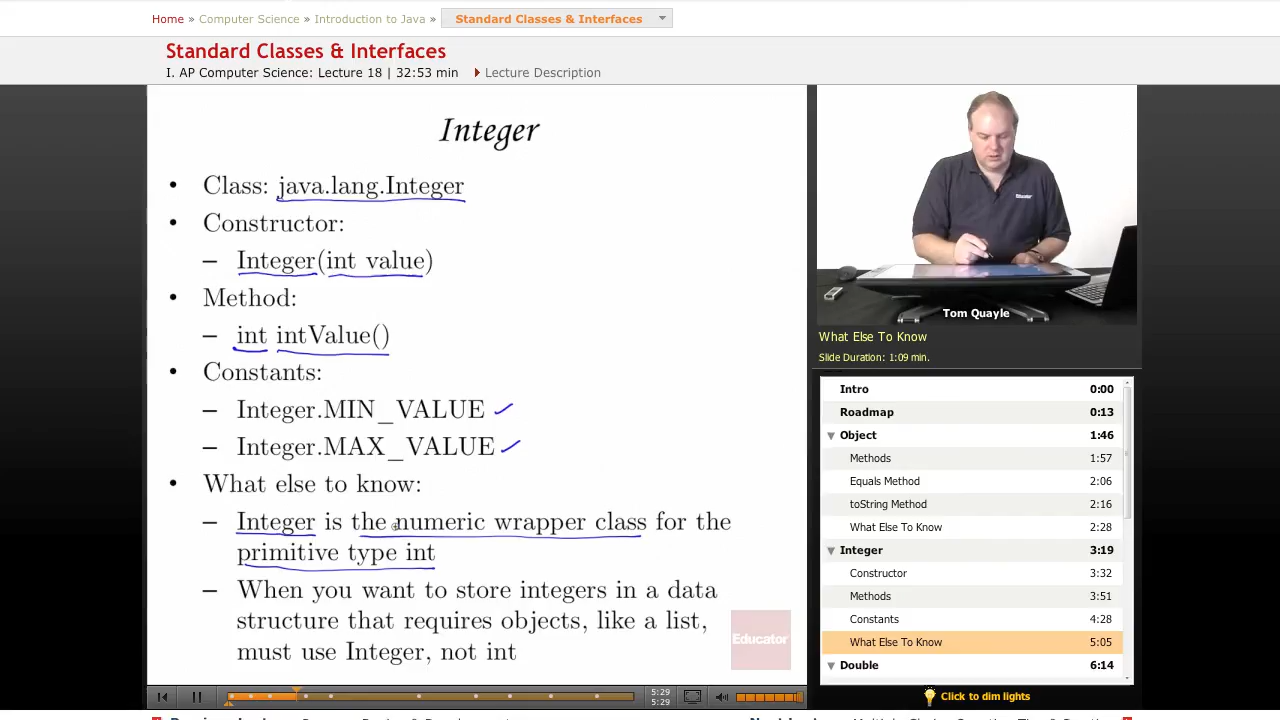 Home » Computer Science » Introduction to Java » Standard Classes & Interfaces
Standard Classes & Interfaces
I. AP Computer Science: Lecture 18 | 32:53 min Lecture Description
Integer
• Class: java.lang.Integer
• Constructor:
– Integer(int value)
• Method:
– int intValue()
• Constants:
– Integer.MIN_VALUE
– Integer.MAX_VALUE
• What else to know:
– Integer is the numeric wrapper class for the
primitive type int
– When you want to store integers in a data
structure that requires objects, like a list,
must use Integer, not int
Educator
5:29
5:29
Tom Quayle
What Else To Know
Slide Duration: 1:09 min.
Intro 0:00
Roadmap 0:13
Object 1:46
Methods 1:57
Equals Method 2:06
toString Method 2:16
What Else To Know 2:28
Integer 3:19
Constructor 3:32
Methods 3:51
Constants 4:28
What Else To Know 5:05
Double 6:14
Click to dim lights